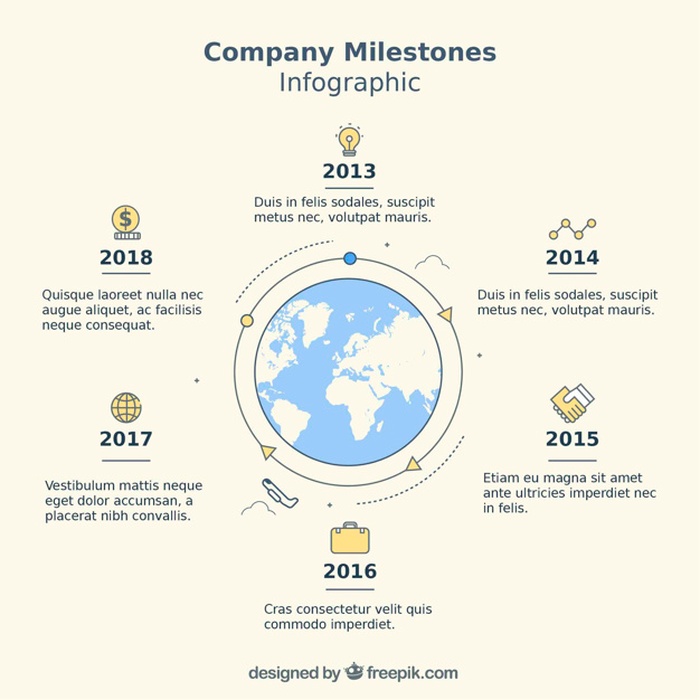 Company Milestones
Infographic
2013
Duis in felis sodales, suscipit
metus nec, volutpat mauris.
2014
Duis in felis sodales, suscipit
metus nec, volutpat mauris.
2015
Etiam eu magna sit amet
ante ultricies imperdiet nec
in felis.
2016
Cras consectetur velit quis
commodo imperdiet.
2017
Vestibulum mattis neque
eget dolor accumsan, a
placerat nibh convallis.
$
2018
Quisque laoreet nulla nec
augue aliquet, ac facilisis
neque consequat.
designed by freepik.com